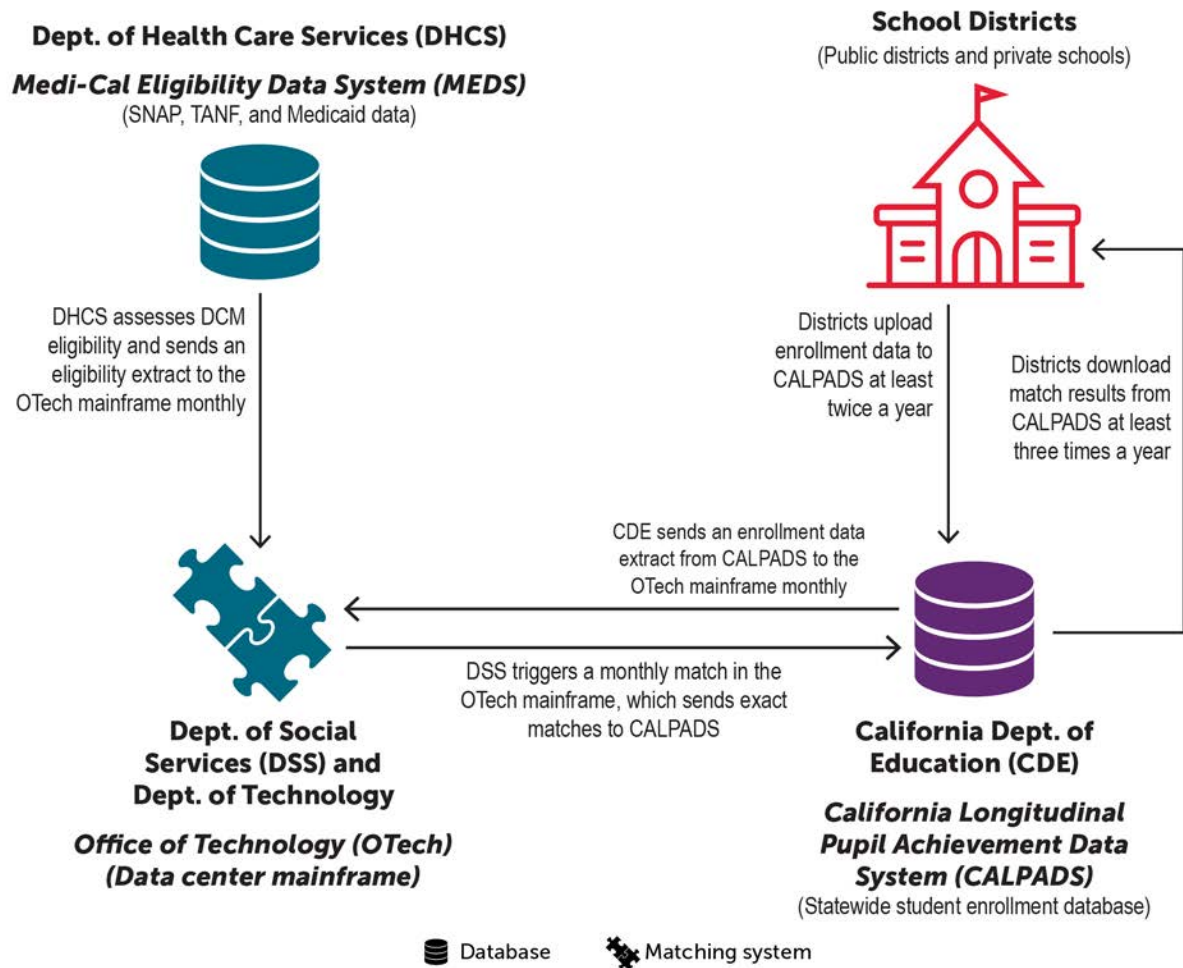 Dept. of Health Care Services (DHCS)
Medi-Cal Eligibility Data System (MEDS)
(SNAP, TANF, and Medicaid data)
School Districts
(Public districts and private schools)
DHCS assesses DCM
eligibility and sends an
eligibility extract to the
OTech mainframe monthly
Districts upload
enrollment data to
CALPADS at least
twice a year
Districts download
match results from
CALPADS at least
three times a year
CDE sends an enrollment data
extract from CALPADS to the
OTech mainframe monthly
DSS triggers a monthly match in the
OTech mainframe, which sends exact
matches to CALPADS
Dept. of Social
Services (DSS) and
Dept. of Technology
Office of Technology (OTech)
(Data center mainframe)
California Dept. of
Education (CDE)
California Longitudinal
Pupil Achievement Data
System (CALPADS)
(Statewide student enrollment database)
Database
Matching system